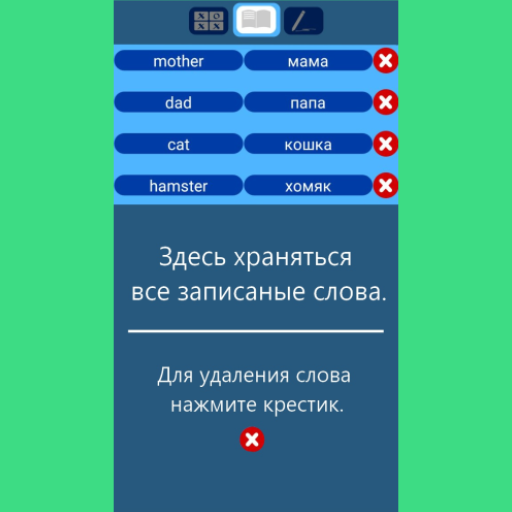 mother мама
dad папа
cat кошка
hamster хомяк
Здесь храняться
все записаные слова.
Для удаления слова
нажмите крестик.